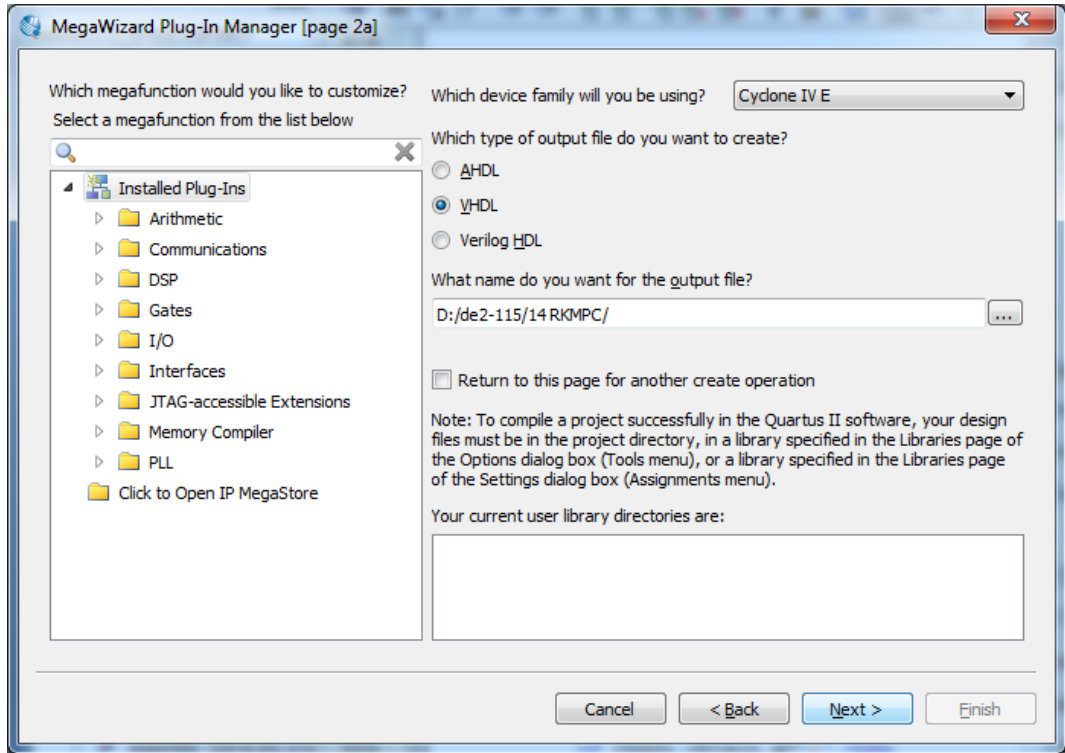 MegaWizard Plug-In Manager [page 2a]
Which megafunction would you like to customize?
Select a megafunction from the list below
Installed Plug-Ins
Arithmetic
Communications
DSP
Gates
I/O
Interfaces
JTAG-accessible Extensions
Memory Compiler
PLL
Click to Open IP MegaStore
Which device family will you be using?
Cyclone IV E
Which type of output file do you want to create?
AHDL
VHDL
Verilog HDL
What name do you want for the output file?
D:/de2-115/14 RKMPC/
...
Return to this page for another create operation
Note: To compile a project successfully in the Quartus II software, your design
files must be in the project directory, in a library specified in the Libraries page of
the Options dialog box (Tools menu), or a library specified in the Libraries page
of the Settings dialog box (Assignments menu).
Your current user library directories are:
Cancel
< Back
Next >
Finish